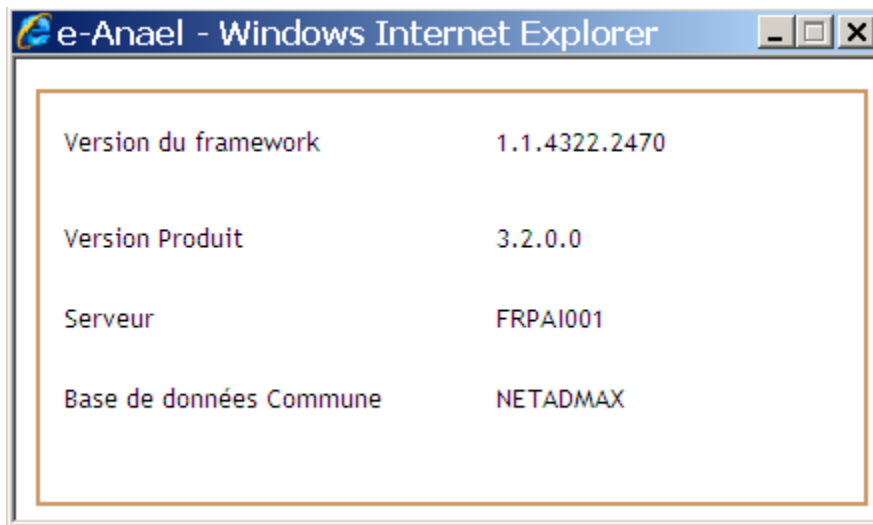 e-Anael - Windows Internet Explorer
Version du framework 1.1.4322.2470
Version Produit 3.2.0.0
Serveur FRPAI001
Base de données Commune NETADMAX